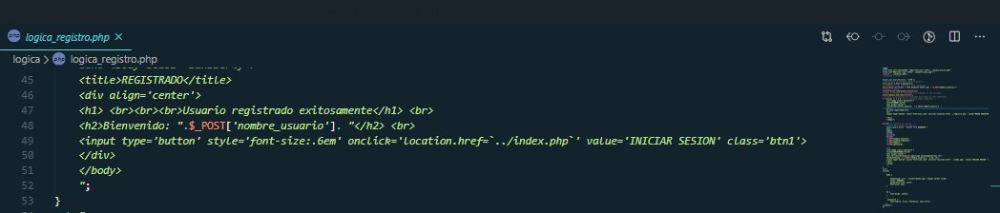 php logica_registro.php ×
logica > php logica_registro.php
45 <title>REGISTRADO</title>
46 <div align='center'>
47 <h1> <br><br><br>Usuario registrado exitosamente</h1> <br>
48 <h2>Bienvenido: ".$_POST['nombre_usuario']. "</h2> <br>
49 <input type='button' style='font-size:.6em' onclick='location.href=`../index.php`' value='INICIAR SESION' class='btn1'>
50 </div>
51 </body>
52 ";
53 }